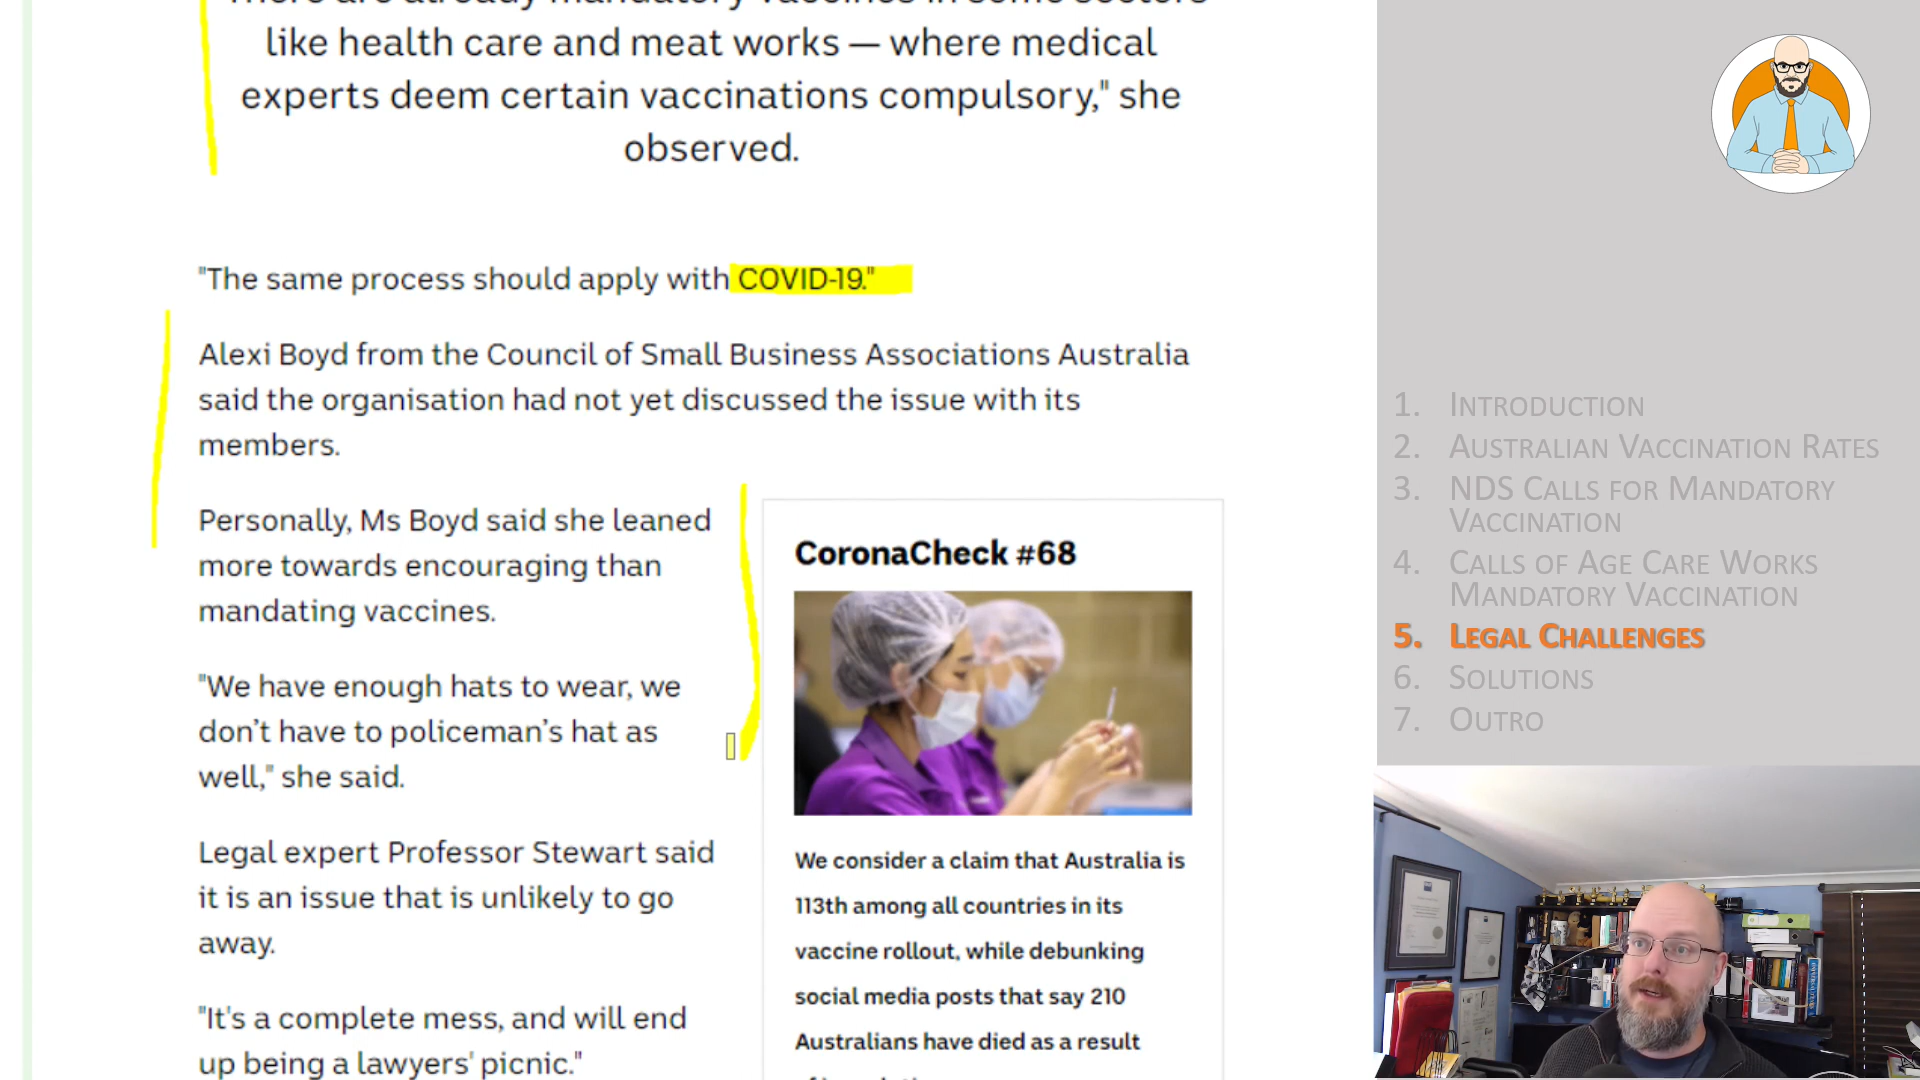 "There are already mandatory vaccines in some sectors
like health care and meat works — where medical
experts deem certain vaccinations compulsory," she
observed.
"The same process should apply with COVID-19."
Alexi Boyd from the Council of Small Business Associations Australia
said the organisation had not yet discussed the issue with its
members.
Personally, Ms Boyd said she leaned
more towards encouraging than
mandating vaccines.
"We have enough hats to wear, we
don't have to policeman's hat as
well," she said.
Legal expert Professor Stewart said
it is an issue that is unlikely to go
away.
"It's a complete mess, and will end
up being a lawyers' picnic."
CoronaCheck #68
We consider a claim that Australia is
113th among all countries in its
vaccine rollout, while debunking
social media posts that say 210
Australians have died as a result
1. Introduction
2. Australian Vaccination Rates
3. NDS Calls for Mandatory
Vaccination
4. Calls of Age Care Works
Mandatory Vaccination
5. Legal Challenges
6. Solutions
7. Outro